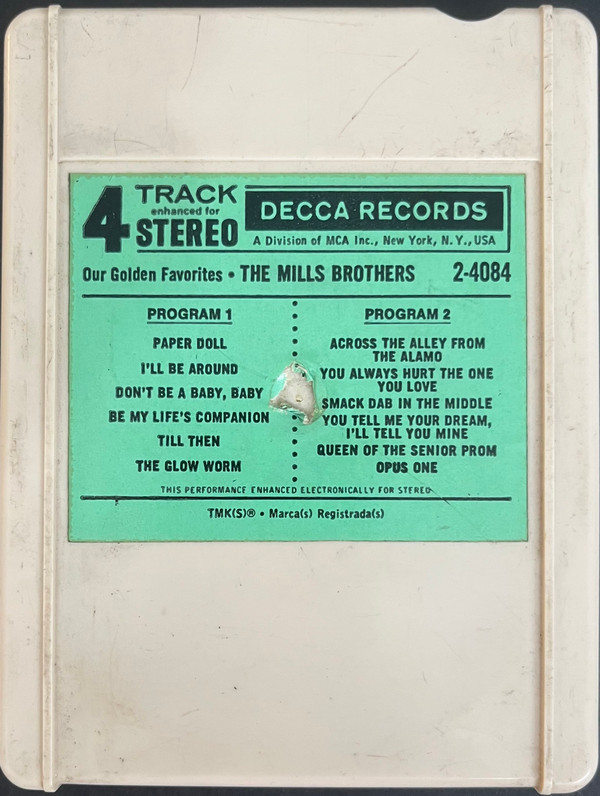 4 TRACK
enhanced for
STEREO
DECCA RECORDS
A Division of MCA Inc., New York, N.Y., USA
Our Golden Favorites • THE MILLS BROTHERS 2-4084
PROGRAM 1
PAPER DOLL
I'LL BE AROUND
DON'T BE A BABY, BABY
BE MY LIFE'S COMPANION
TILL THEN
THE GLOW WORM
PROGRAM 2
ACROSS THE ALLEY FROM
THE ALAMO
YOU ALWAYS HURT THE ONE
YOU LOVE
SMACK DAB IN THE MIDDLE
YOU TELL ME YOUR DREAM,
I'LL TELL YOU MINE
QUEEN OF THE SENIOR PROM
OPUS ONE
THIS PERFORMANCE ENHANCED ELECTRONICALLY FOR STEREO
TMK(S)® • Marca(s) Registrada(s)